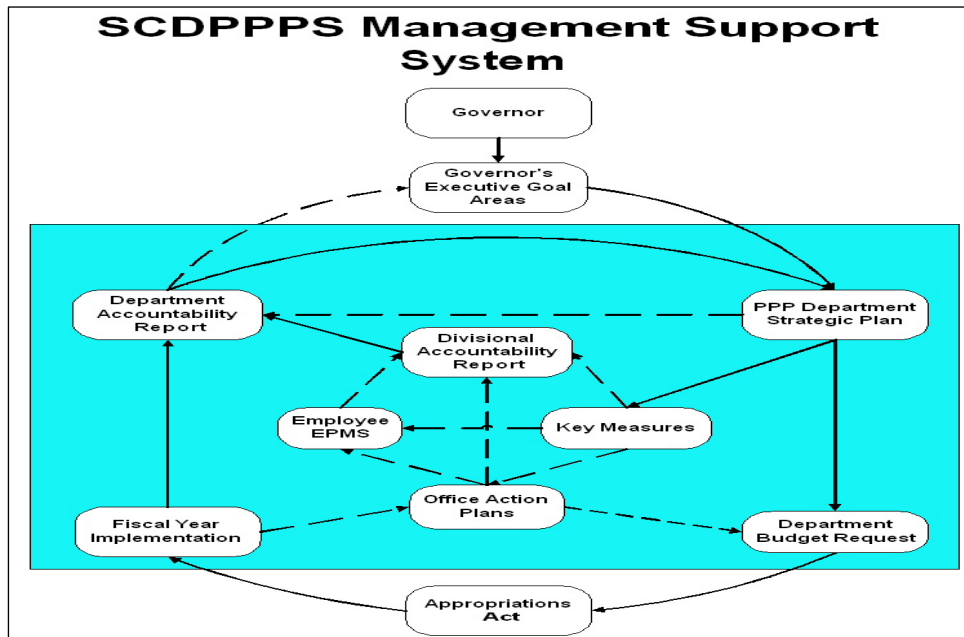 SCDPPPS Management Support
System
Governor
Governor's
Executive Goal
Areas
Department
Accountability
Report
PPP Department
Strategic Plan
Divisional
Accountability
Report
Employee
EPMS
Key Measures
Office Action
Plans
Fiscal Year
Implementation
Department
Budget Request
Appropriations
Act